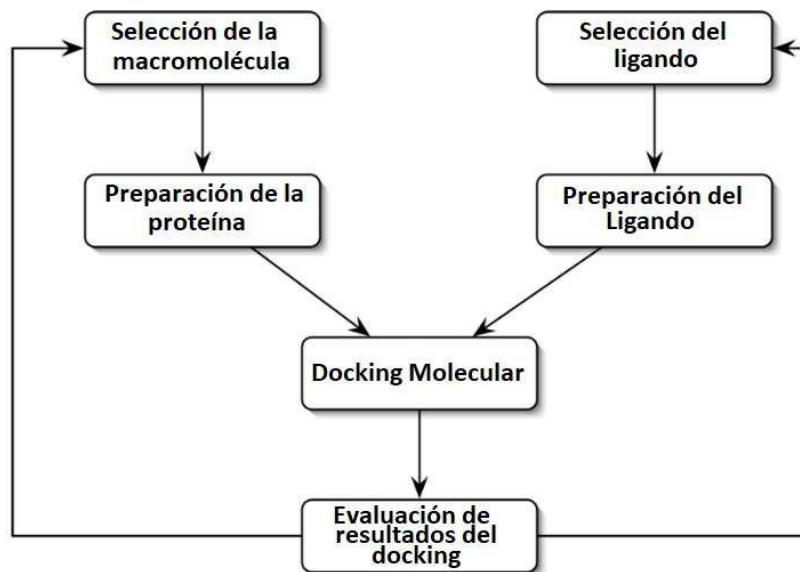 Selección de la
macromolécula
Selección del
ligando
Preparación de la
proteína
Preparación del
Ligando
Docking Molecular
Evaluación de
resultados del
docking